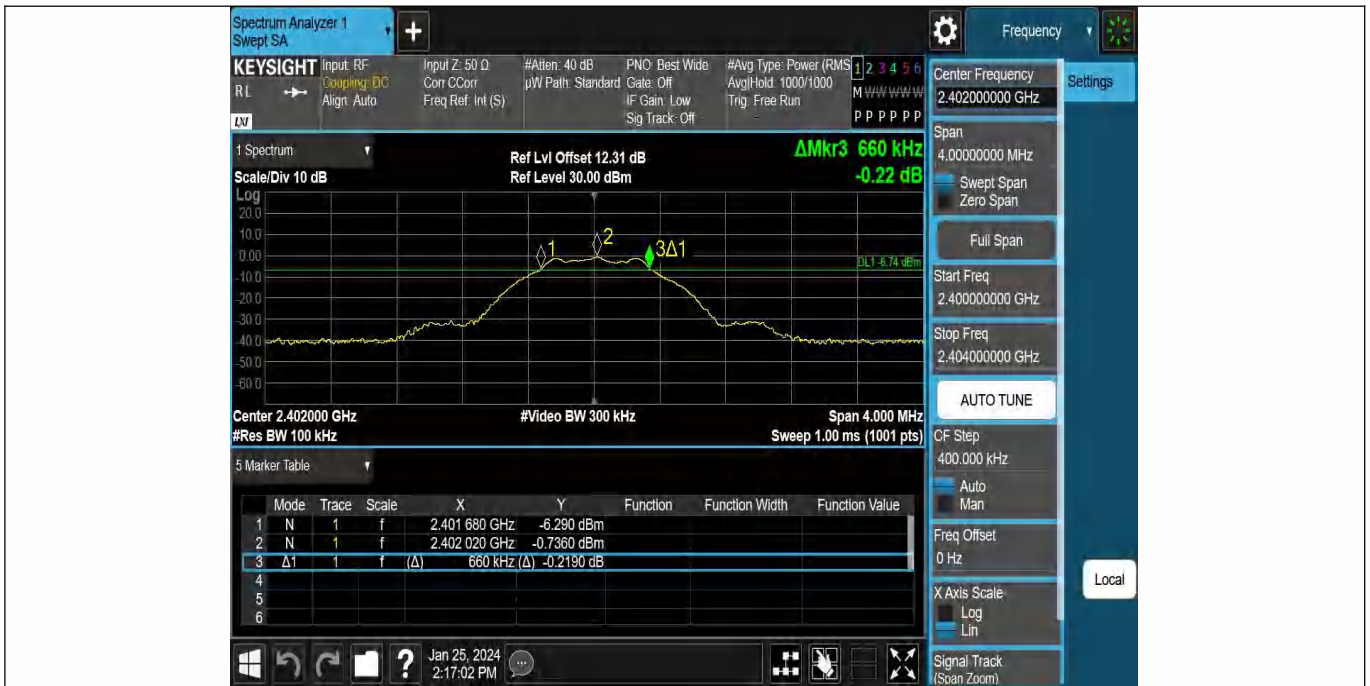 Spectrum Analyzer 1
Swept SA
+
Frequency
KEYSIGHT
R L
LXI
Input: RF
Coupling: DC
Align: Auto
Input Z: 50 Ω
Corr CCorr
Freq Ref: Int (S)
#Atten: 40 dB
µW Path: Standard
PNO: Best Wide
Gate: Off
IF Gain: Low
Sig Track: Off
#Avg Type: Power (RMS
Avg|Hold: 1000/1000
Trig: Free Run
1 2 3 4 5 6
M W W W W W
P P P P P P
1 Spectrum
Scale/Div 10 dB
Ref Lvl Offset 12.31 dB
Ref Level 30.00 dBm
ΔMkr3 660 kHz
-0.22 dB
Log
20.0
10.0
0.00
-10.0
-20.0
-30.0
-40.0
-50.0
-60.0
1
2
3Δ1
DL1 -6.74 dBm
Center 2.402000 GHz
#Video BW 300 kHz
Span 4.000 MHz
#Res BW 100 kHz
Sweep 1.00 ms (1001 pts)
5 Marker Table
Mode Trace Scale X Y Function Function Width Function Value
1 N 1 f 2.401 680 GHz -6.290 dBm
2 N 1 f 2.402 020 GHz -0.7360 dBm
3 Δ1 1 f (Δ) 660 kHz (Δ) -0.2190 dB
4
5
6
?
Jan 25, 2024
2:17:02 PM
Center Frequency
2.402000000 GHz
Settings
Span
4.00000000 MHz
Swept Span
Zero Span
Full Span
Start Freq
2.400000000 GHz
Stop Freq
2.404000000 GHz
AUTO TUNE
CF Step
400.000 kHz
Auto
Man
Freq Offset
0 Hz
X Axis Scale
Log
Lin
Local
Signal Track
(Span Zoom)